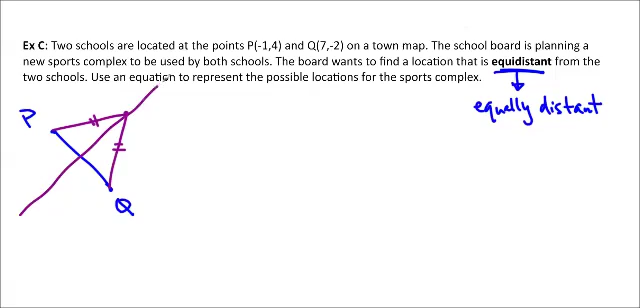 Ex C: Two schools are located at the points P(-1,4) and Q(7,-2) on a town map. The school board is planning a
new sports complex to be used by both schools. The board wants to find a location that is equidistant from the
two schools. Use an equation to represent the possible locations for the sports complex.
equally distant
P
Q